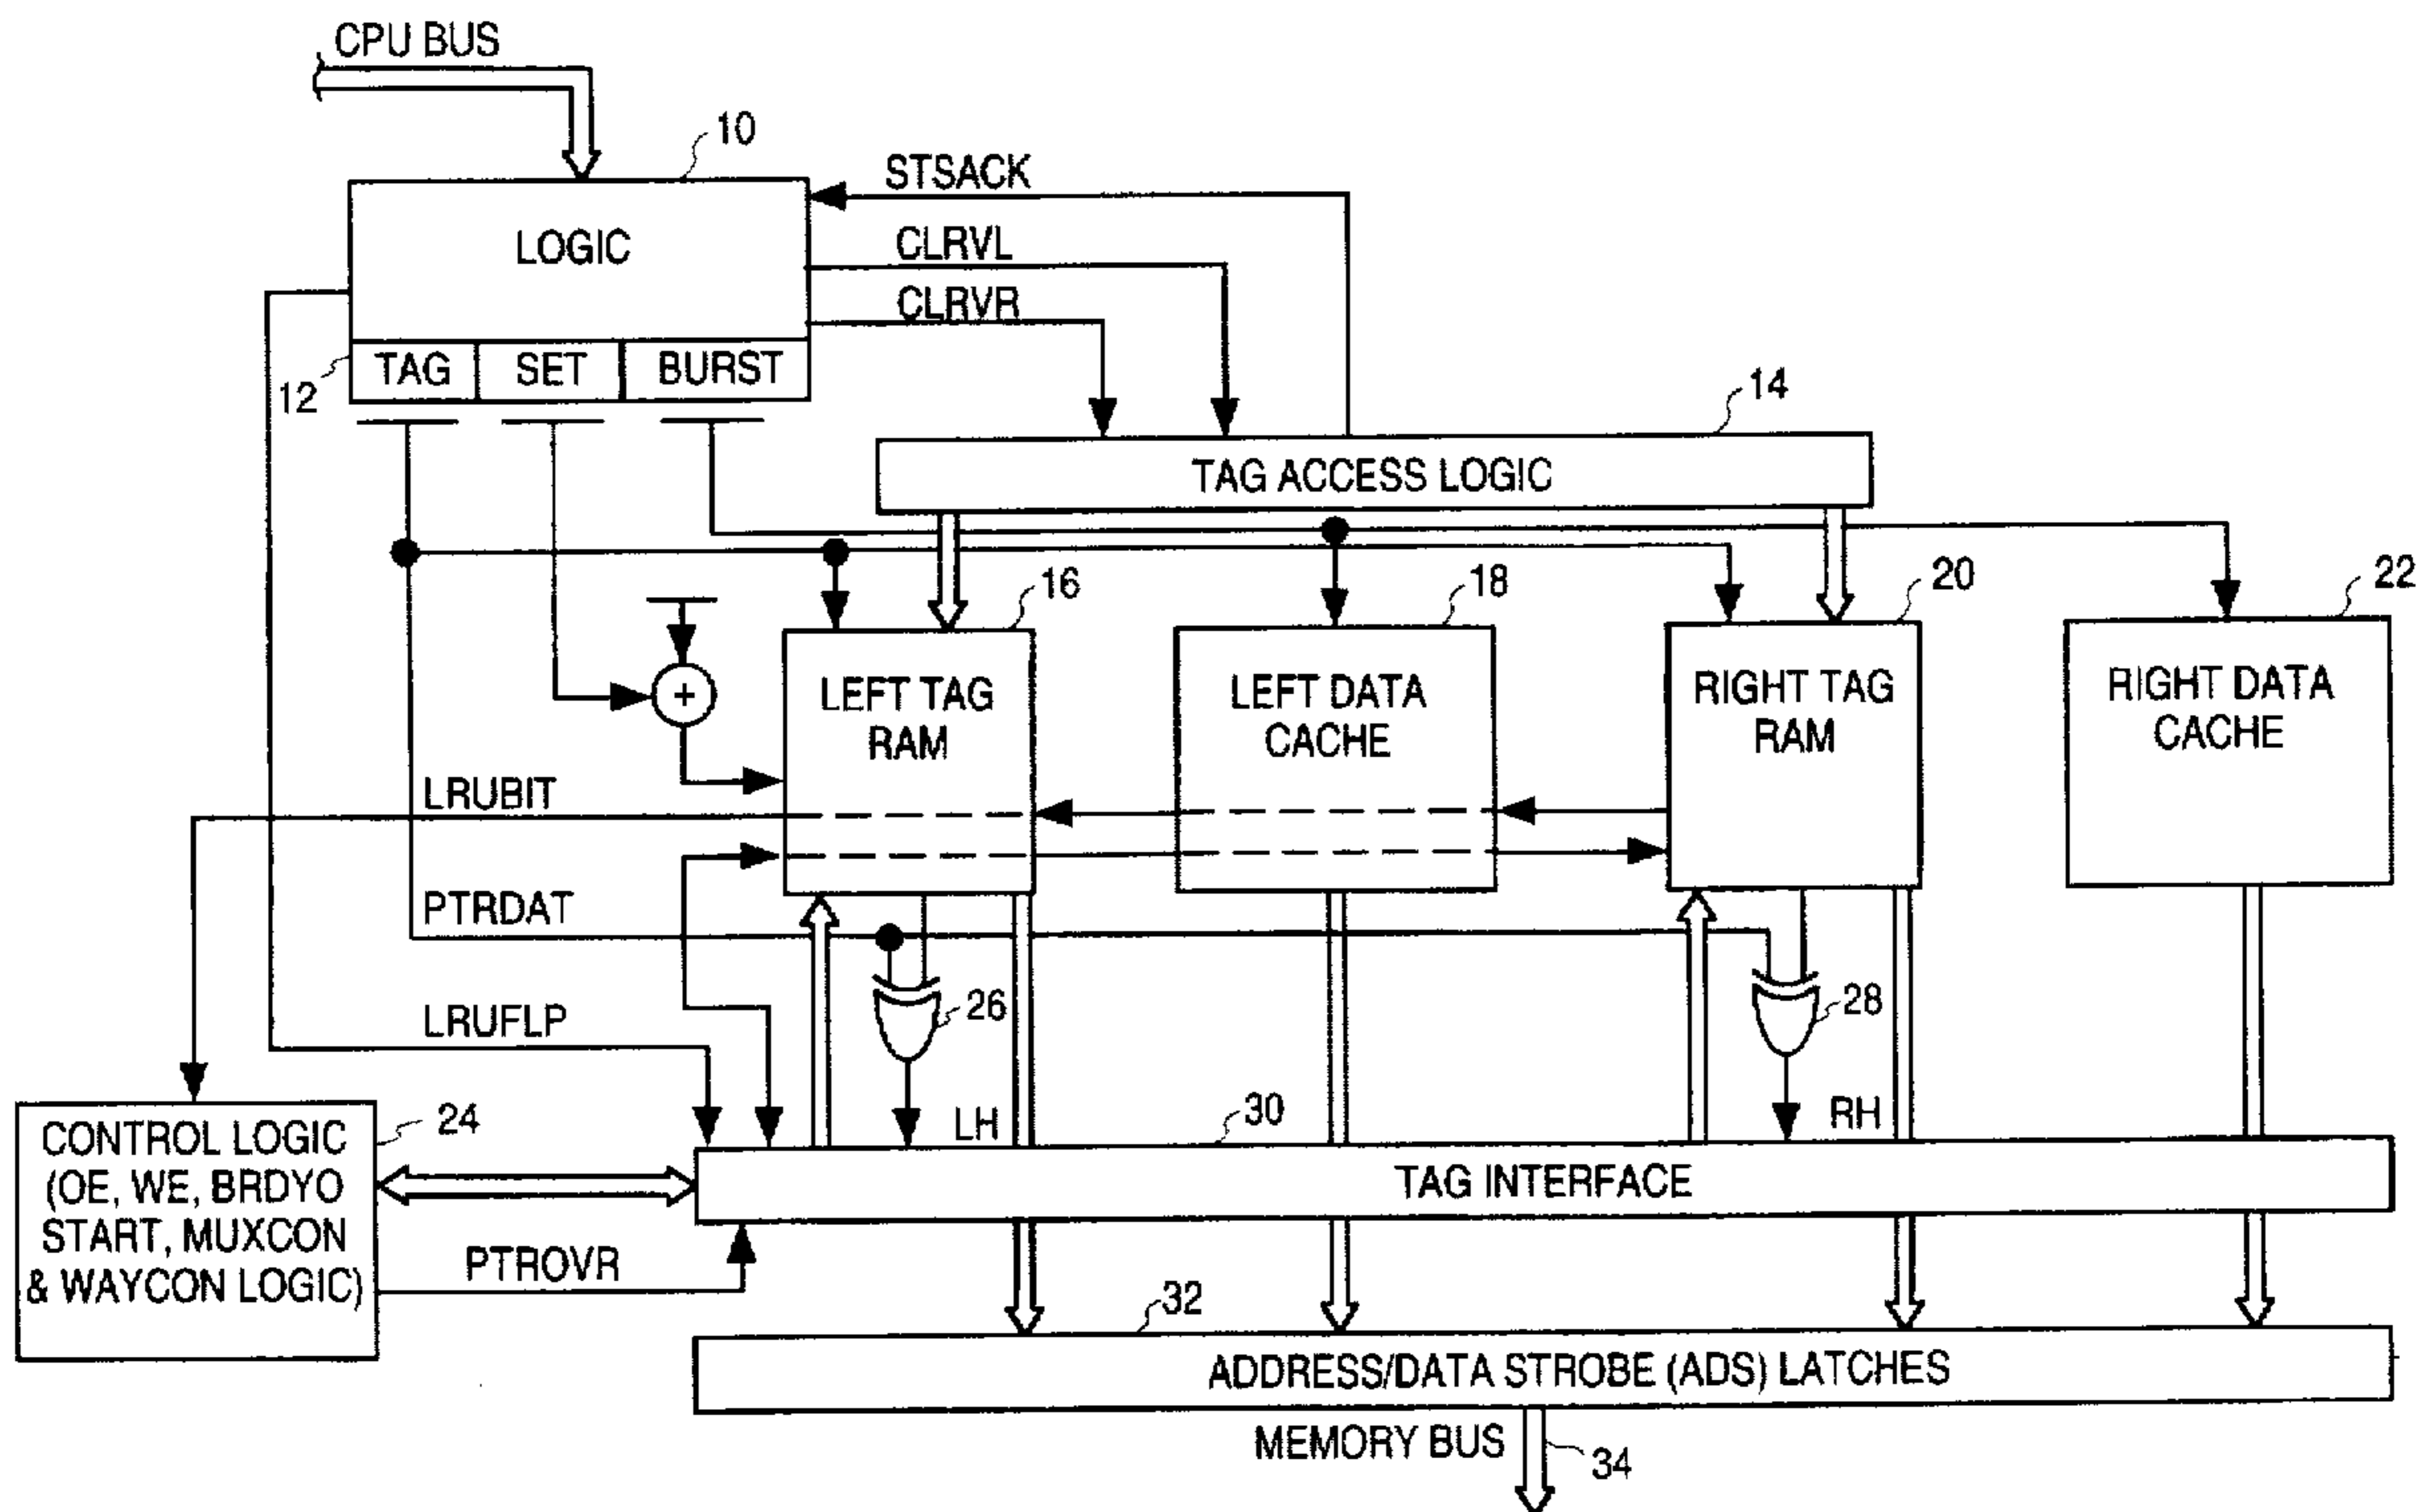 CPU BUS
10
STSACK
LOGIC
CLRVL
CLRVR
12
TAG
SET
BURST
14
TAG ACCESS LOGIC
16
18
20
22
+
LEFT TAG
RAM
LEFT DATA
CACHE
RIGHT TAG
RAM
RIGHT DATA
CACHE
LRUBIT
PTRDAT
26
28
LRUFLP
24
LH
30
RH
CONTROL LOGIC
(OE, WE, BRDYO
START, MUXCON
& WAYCON LOGIC)
TAG INTERFACE
PTROVR
32
ADDRESS/DATA STROBE (ADS) LATCHES
MEMORY BUS
34